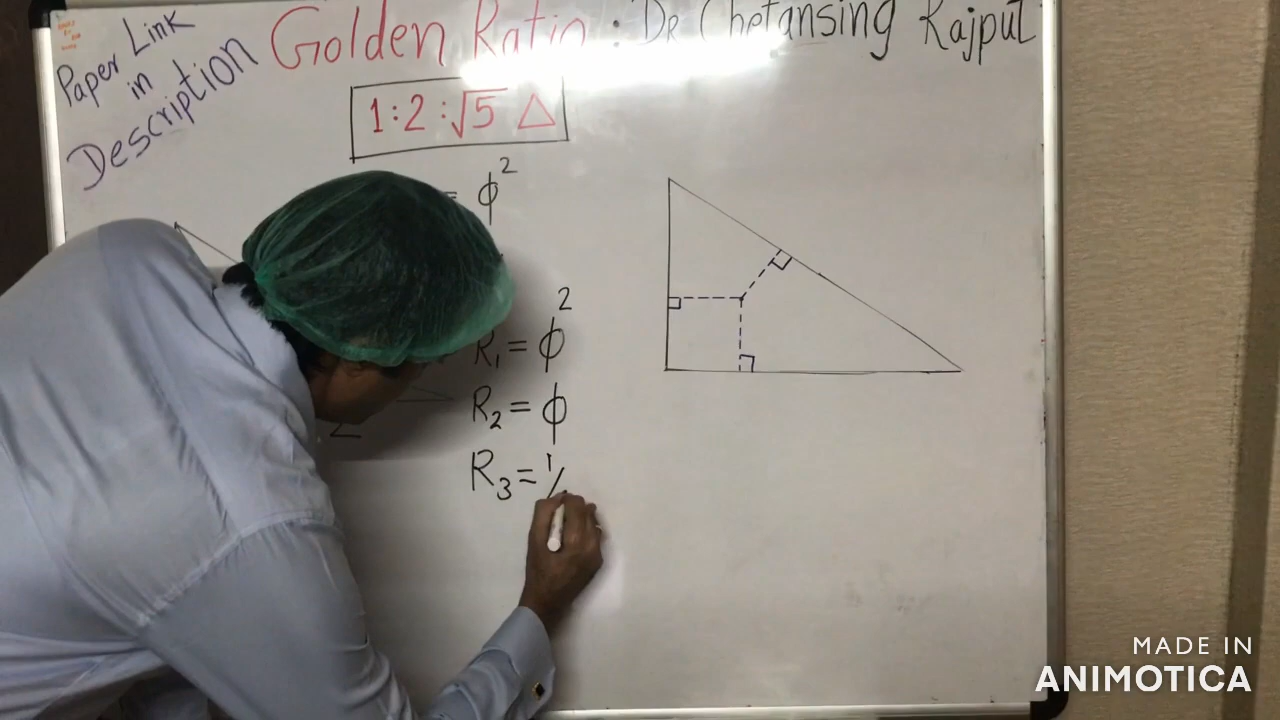 Paper Link
in
Description
Golden Ratio : Dr Chetansing Rajput
1:2:√5 △
= ϕ²
R₁ = ϕ²
R₂ = ϕ
R₃ = 1/
MADE IN
ANIMOTICA